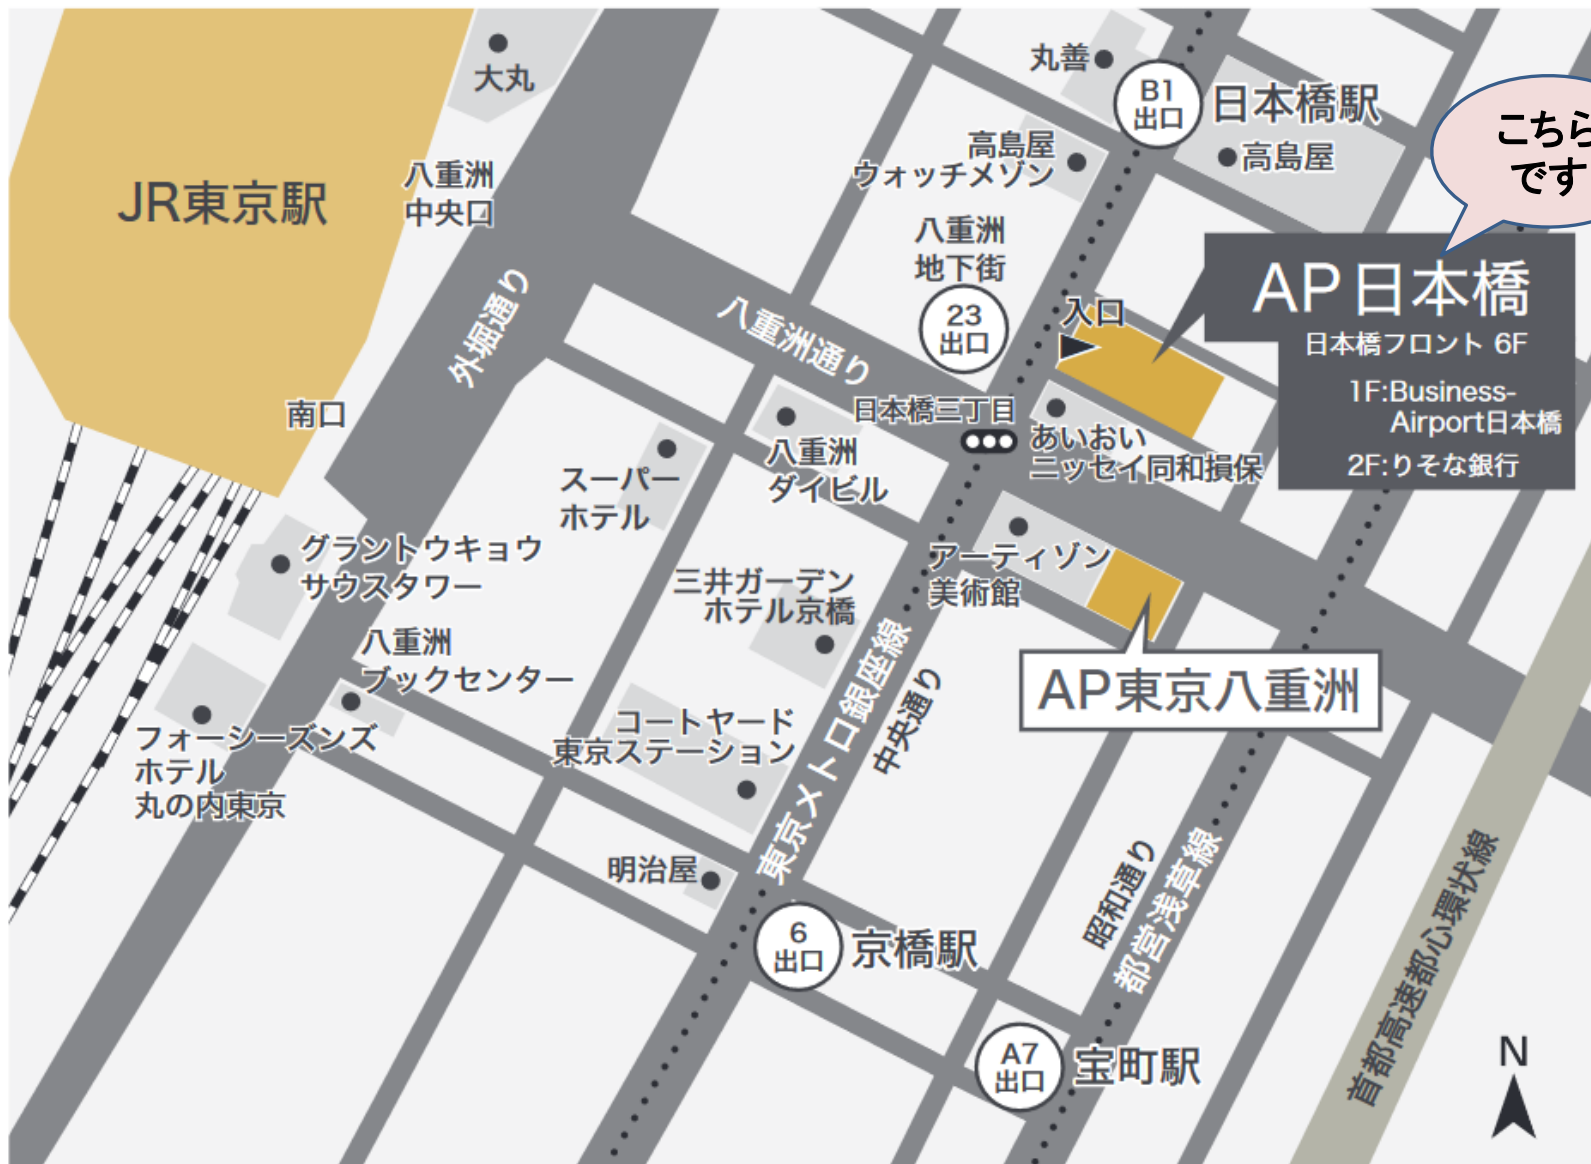 大丸
丸善
B1
出口
日本橋駅
高島屋
こちら
です
高島屋
ウォッチメゾン
八重洲
中央口
JR東京駅
八重洲
地下街
23
出口
入口
AP日本橋
日本橋フロント 6F
1F:Business-
Airport日本橋
2F:りそな銀行
外堀通り
八重洲通り
南口
日本橋三丁目
あいおい
ニッセイ同和損保
八重洲
ダイビル
スーパー
ホテル
グラントウキョウ
サウスタワー
三井ガーデン
ホテル京橋
アーティゾン
美術館
八重洲
ブックセンター
AP東京八重洲
東京メトロ銀座線
中央通り
コートヤード
東京ステーション
フォーシーズンズ
ホテル
丸の内東京
明治屋
6
出口
京橋駅
昭和通り
都営浅草線
首都高速都心環状線
A7
出口
宝町駅
N